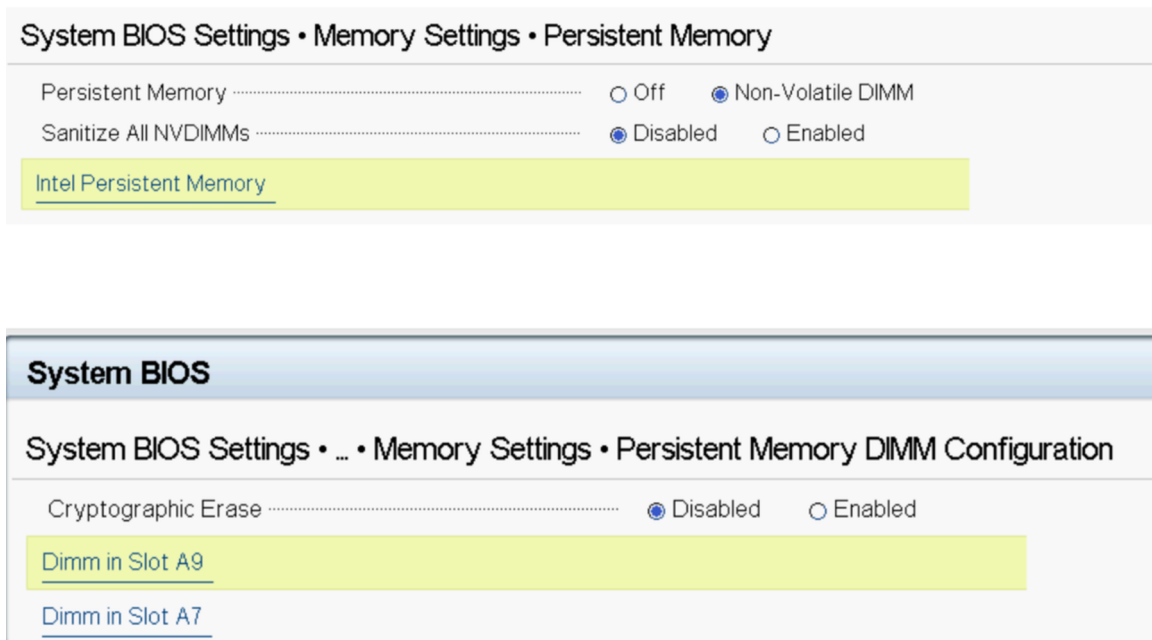 System BIOS Settings • Memory Settings • Persistent Memory
Persistent Memory Off Non-Volatile DIMM
Sanitize All NVDIMMs Disabled Enabled
Intel Persistent Memory
System BIOS
System BIOS Settings • ... • Memory Settings • Persistent Memory DIMM Configuration
Cryptographic Erase Disabled Enabled
Dimm in Slot A9
Dimm in Slot A7